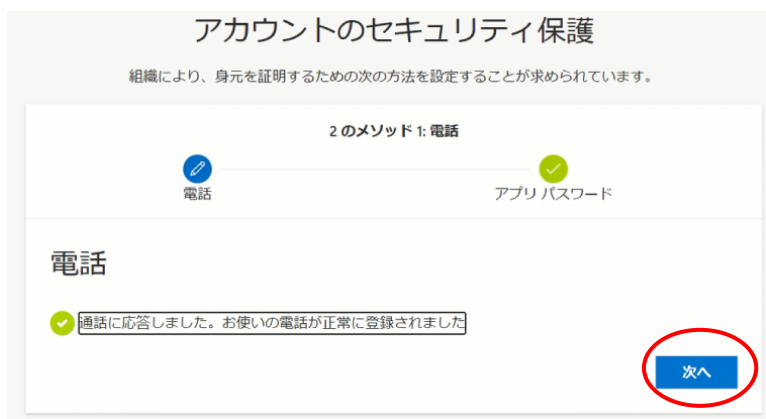 アカウントのセキュリティ保護
組織により、身元を証明するための次の方法を設定することが求められています。
2 のメソッド 1: 電話
電話
アプリ パスワード
電話
通話に応答しました。お使いの電話が正常に登録されました
次へ